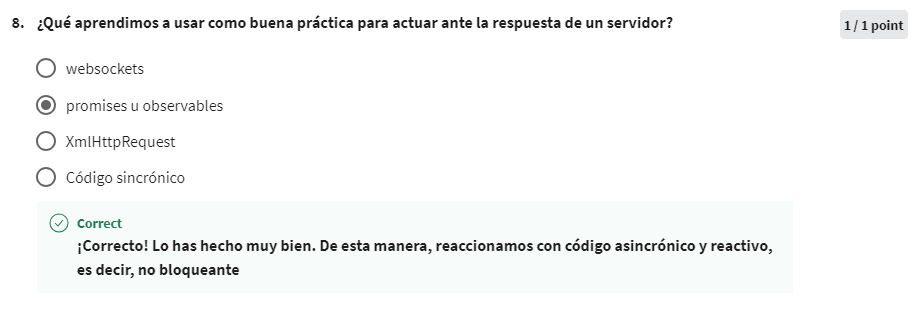 8. ¿Qué aprendimos a usar como buena práctica para actuar ante la respuesta de un servidor?
1 / 1 point
websockets
promises u observables
XmlHttpRequest
Código sincrónico
Correct
¡Correcto! Lo has hecho muy bien. De esta manera, reaccionamos con código asincrónico y reactivo,
es decir, no bloqueante